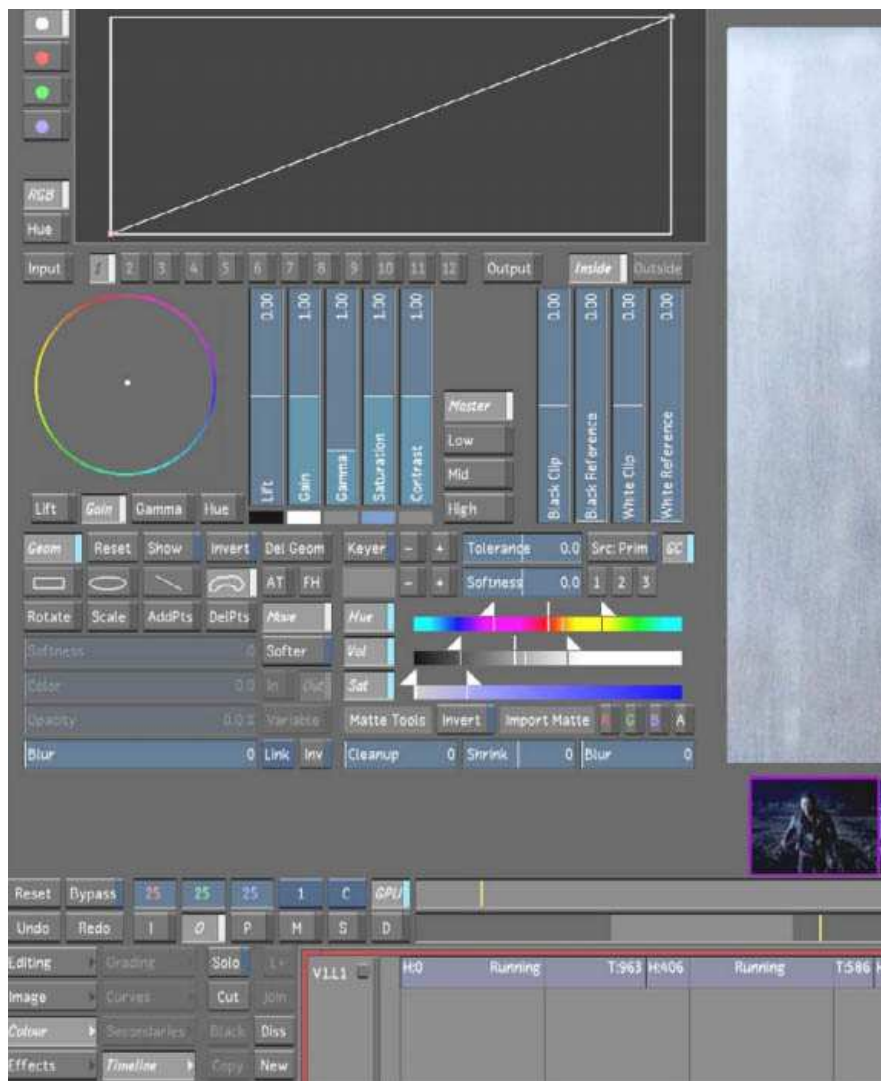 RGB
Hue
Input 1 2 3 4 5 6 7 8 9 10 11 12 Output Inside Outside
0.00 1.00 1.00 1.00 1.00 0.00 0.00 0.00 0.00
Lift Gain Gamma Saturation Contrast Black Clip Black Reference White Clip White Reference
Master
Low
Mid
High
Lift Gain Gamma Hue
Geom Reset Show Invert Del Geom Keyer - + Tolerance 0.0 Src: Prim GC
AT FH - + Softness 0.0 1 2 3
Rotate Scale AddPts DelPts Move Hue
Softness 0 Softer Vol
Color 0.0 In Out Sat
Opacity 0.0 % Variable Matte Tools Invert Import Matte R G B A
Blur 0 Link Inv Cleanup 0 Shrink 0 Blur 0
Reset Bypass 25 25 25 1 C GPU
Undo Redo I O P M S D
Editing Grading Solo L+ V1.L1 H:0 Running T:963 H:406 Running T:586
Image Curves Cut Join
Colour Secondaries Black Diss
Effects Timeline Copy New